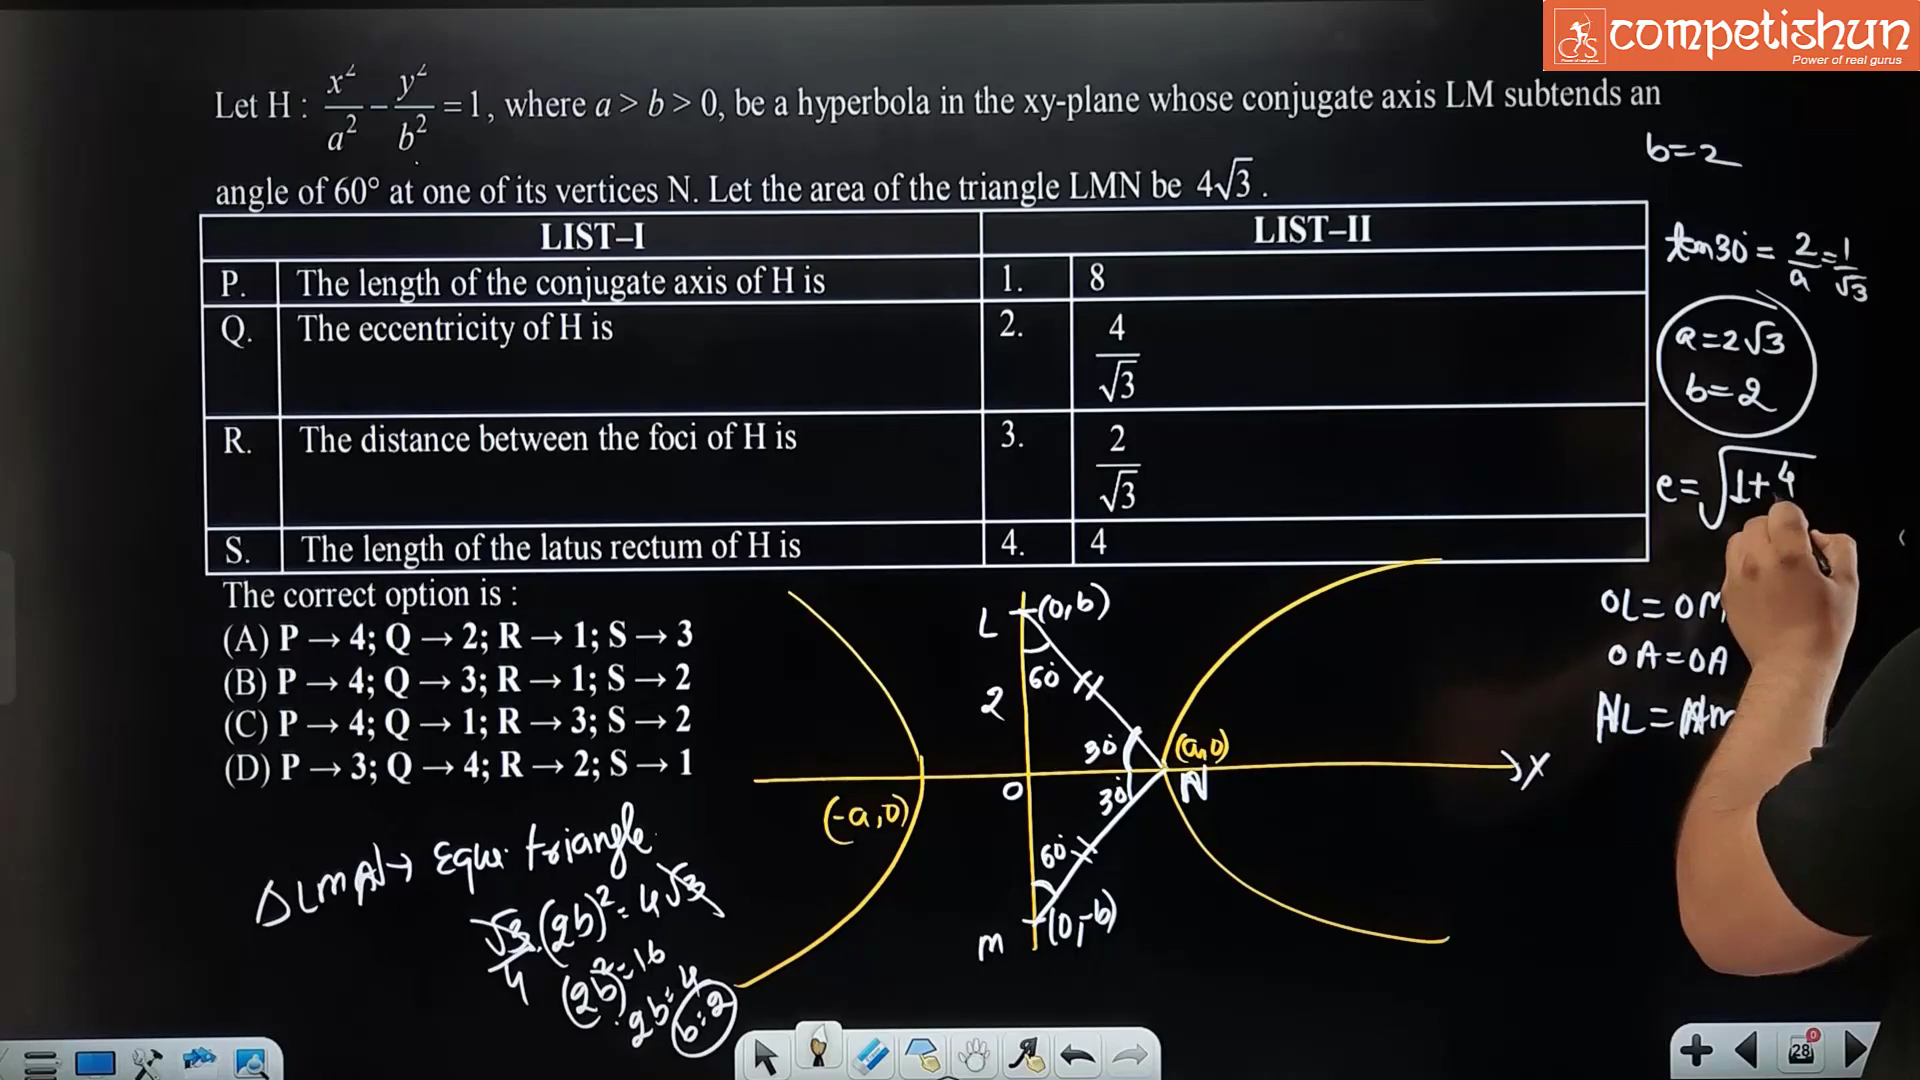 competishun
Power of real gurus
Let H : x²/a² − y²/b² = 1, where a > b > 0, be a hyperbola in the xy-plane whose conjugate axis LM subtends an
angle of 60° at one of its vertices N. Let the area of the triangle LMN be 4√3 .
LIST–I LIST–II
P. The length of the conjugate axis of H is 1. 8
Q. The eccentricity of H is 2. 4/√3
R. The distance between the foci of H is 3. 2/√3
S. The length of the latus rectum of H is 4. 4
The correct option is :
(A) P → 4; Q → 2; R → 1; S → 3
(B) P → 4; Q → 3; R → 1; S → 2
(C) P → 4; Q → 1; R → 3; S → 2
(D) P → 3; Q → 4; R → 2; S → 1
b=2
tan30° = 2/a = 1/√3
a=2√3
b=2
e=√1+4
OL=OM
OA=OA
NL=
L (0,b)
60°
2
30° (a,0)
O 30° N X
(-a,0)
60°
M (0,-b)
ΔLMN→ Equi. triangle
√3/4 (2b)²=4√3
(2b)²=16
2b=4
b=2
28
0